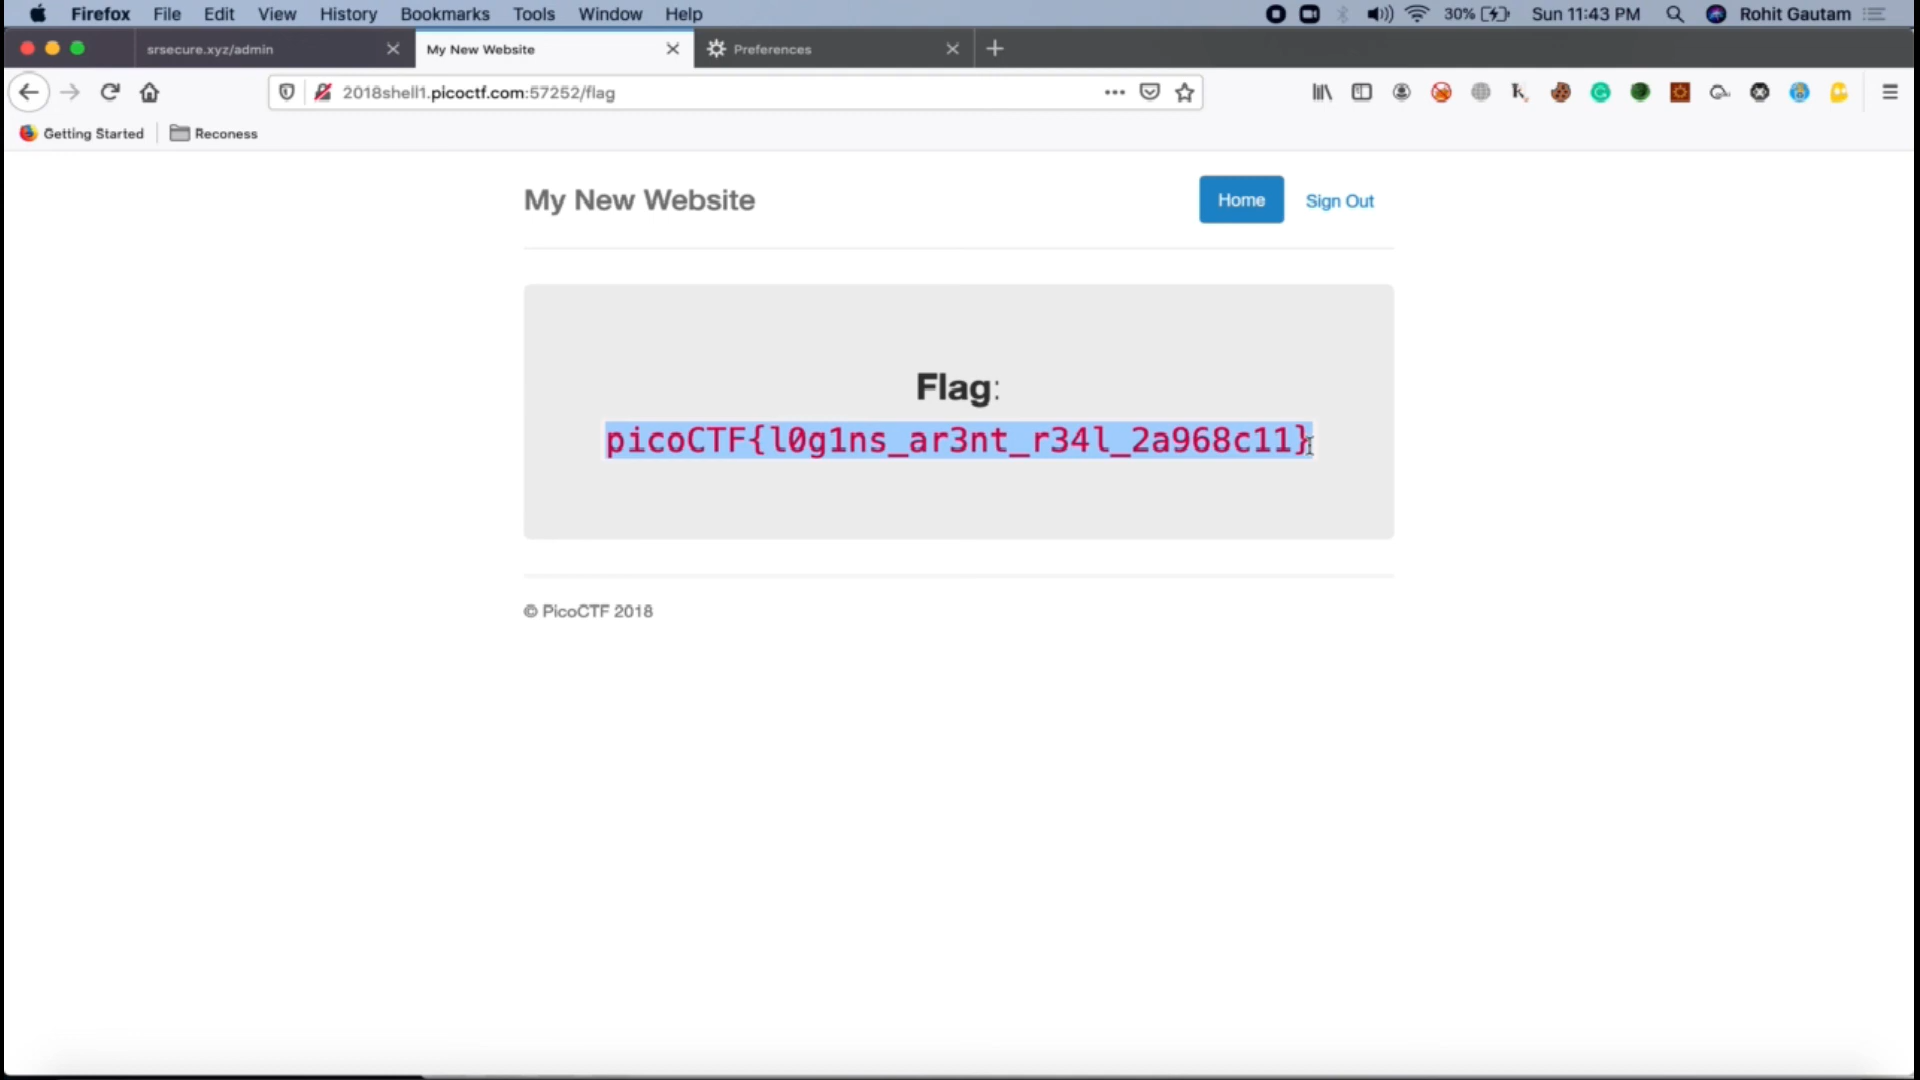 Firefox File Edit View History Bookmarks Tools Window Help 30% Sun 11:43 PM Rohit Gautam
srsecure.xyz/admin My New Website Preferences
2018shell1.picoctf.com:57252/flag
Getting Started Reconess
My New Website Home Sign Out
Flag:
picoCTF{l0g1ns_ar3nt_r34l_2a968c11}
© PicoCTF 2018